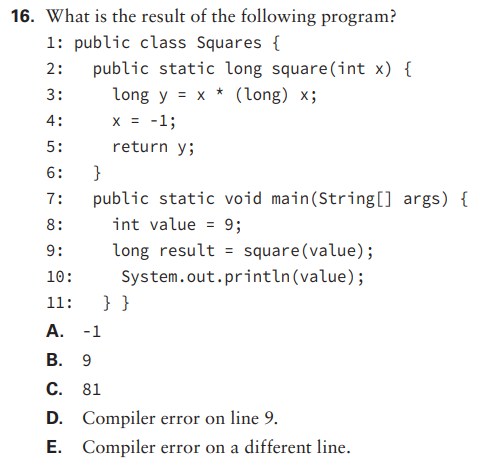 16. What is the result of the following program?
1: public class Squares {
2: public static long square(int x) {
3: long y = x * (long) x;
4: x = -1;
5: return y;
6: }
7: public static void main(String[] args) {
8: int value = 9;
9: long result = square(value);
10: System.out.println(value);
11: } }
A. -1
B. 9
C. 81
D. Compiler error on line 9.
E. Compiler error on a different line.